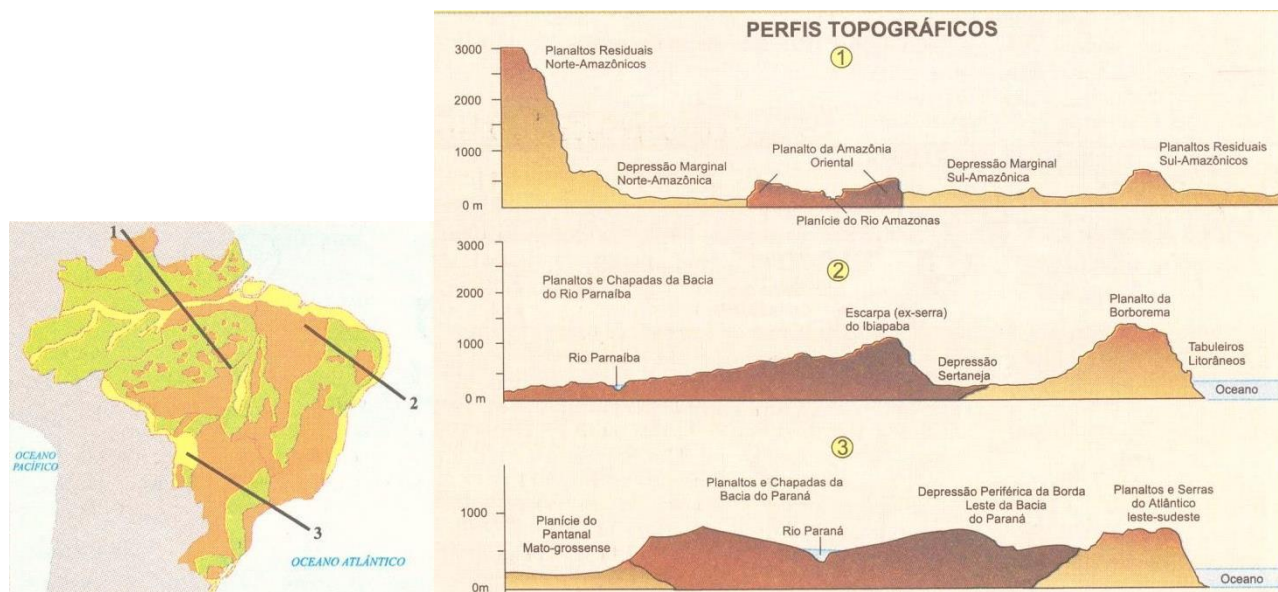 1
2
3
OCEANO
PACÍFICO
OCEANO ATLÂNTICO
PERFIS TOPOGRÁFICOS
1
3000
2000
1000
0 m
Planaltos Residuais
Norte-Amazônicos
Depressão Marginal
Norte-Amazônica
Planalto da Amazônia
Oriental
Planície do Rio Amazonas
Depressão Marginal
Sul-Amazônica
Planaltos Residuais
Sul-Amazônicos
2
3000
2000
1000
0 m
Planaltos e Chapadas da Bacia
do Rio Parnaíba
Rio Parnaíba
Escarpa (ex-serra)
do Ibiapaba
Depressão
Sertaneja
Planalto da
Borborema
Tabuleiros
Litorâneos
Oceano
3
1000
0m
Planície do
Pantanal
Mato-grossense
Planaltos e Chapadas da
Bacia do Paraná
Rio Paraná
Depressão Periférica da Borda
Leste da Bacia
do Paraná
Planaltos e Serras
do Atlântico
leste-sudeste
Oceano